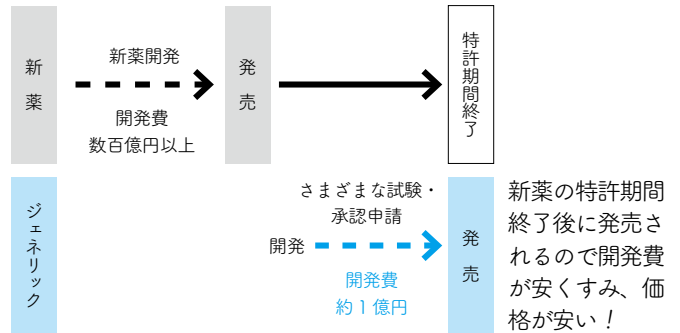 新薬
新薬開発
開発費
数百億円以上
発売
特許期間終了
ジェネリック
さまざまな試験・
承認申請
開発
開発費
約1億円
発売
新薬の特許期間
終了後に発売さ
れるので開発費
が安くすみ、価
格が安い！